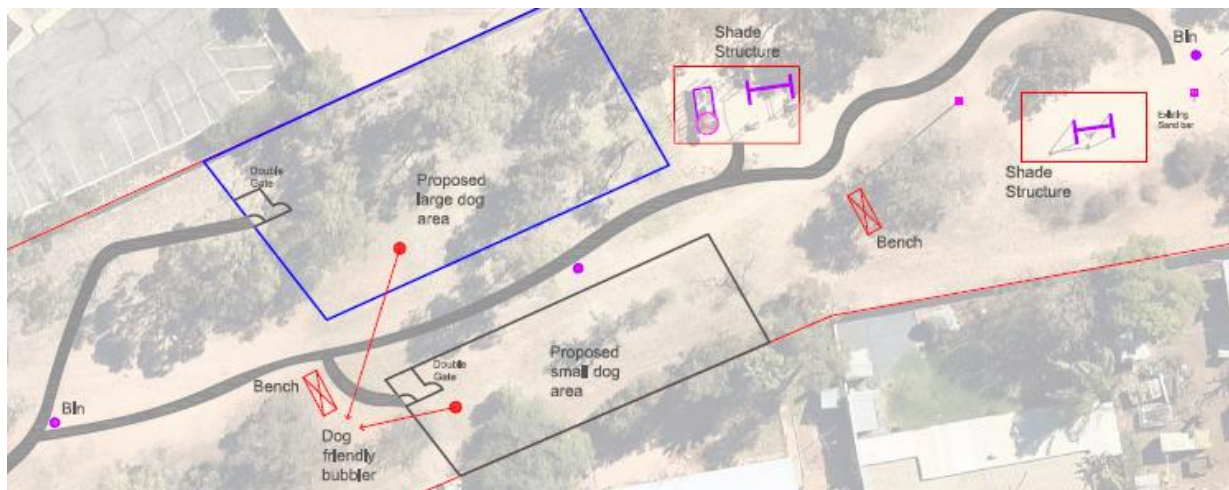 Shade
Structure
Bin
Existing
Sand bar
Double
Gate
Proposed
large dog
area
Shade
Structure
Bench
Double
Gate
Proposed
small dog
area
Bench
Bin
Dog
friendly
bubbler